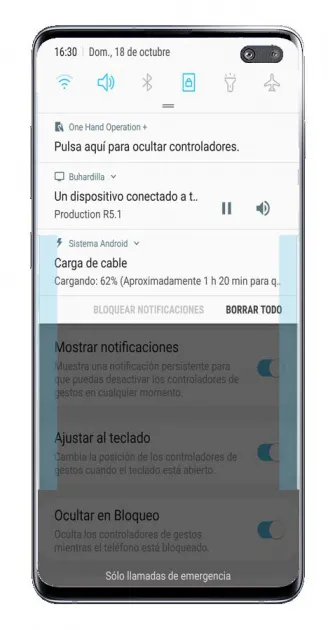 16:30 | Dom., 18 de octubre
One Hand Operation +
Pulsa aquí para ocultar controladores.
Buhardilla
Un dispositivo conectado a t..
Production R5.1
Sistema Android
Carga de cable
Cargando: 62% (Aproximadamente 1 h 20 min para q..
BLOQUEAR NOTIFICACIONES BORRAR TODO
Mostrar notificaciones
Muestra una notificación persistente para
que puedas desactivar los controladores de
gestos en cualquier momento.
Ajustar al teclado
Cambia la posición de los controladores de
gestos cuando el teclado está abierto.
Ocultar en Bloqueo
Oculta los controladores de gestos
mientras el teléfono está bloqueado.
Sólo llamadas de emergencia